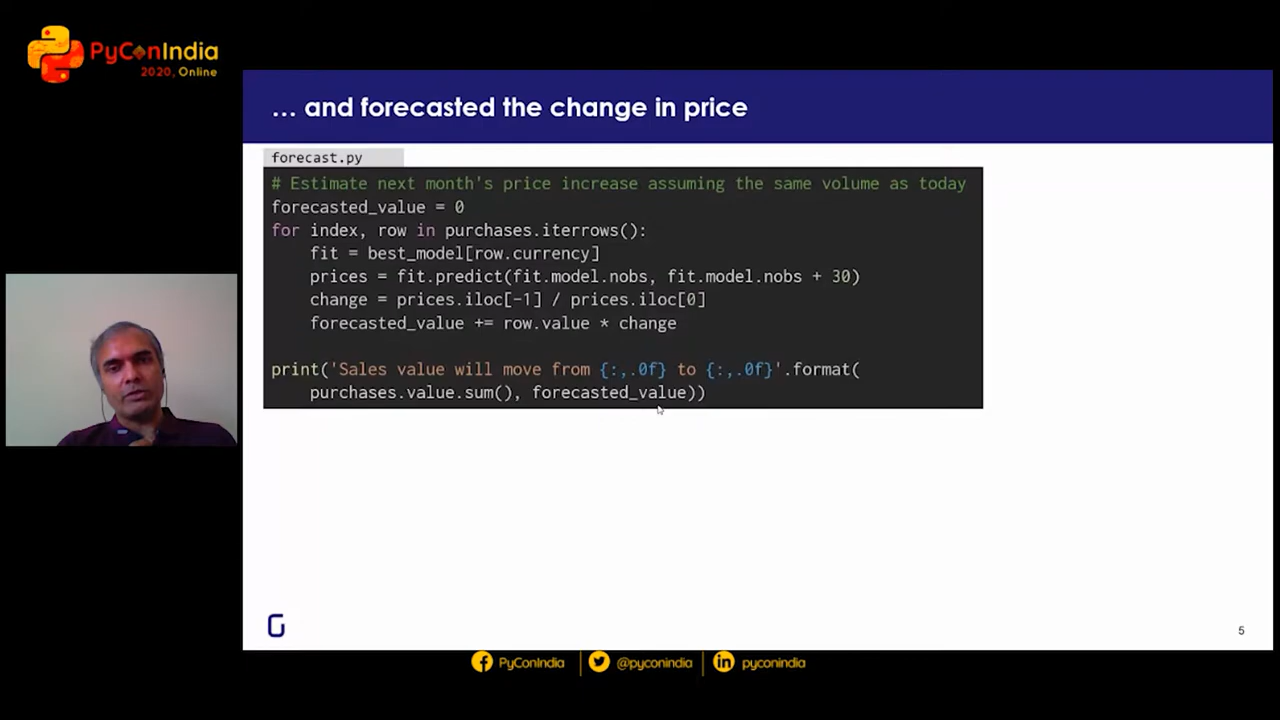 PyConIndia
2020, Online
... and forecasted the change in price
forecast.py
# Estimate next month's price increase assuming the same volume as today
forecasted_value = 0
for index, row in purchases.iterrows():
    fit = best_model[row.currency]
    prices = fit.predict(fit.model.nobs, fit.model.nobs + 30)
    change = prices.iloc[-1] / prices.iloc[0]
    forecasted_value += row.value * change
print('Sales value will move from {:,.0f} to {:,.0f}'.format(
    purchases.value.sum(), forecasted_value))
5
PyConIndia
@pyconindia
pyconindia